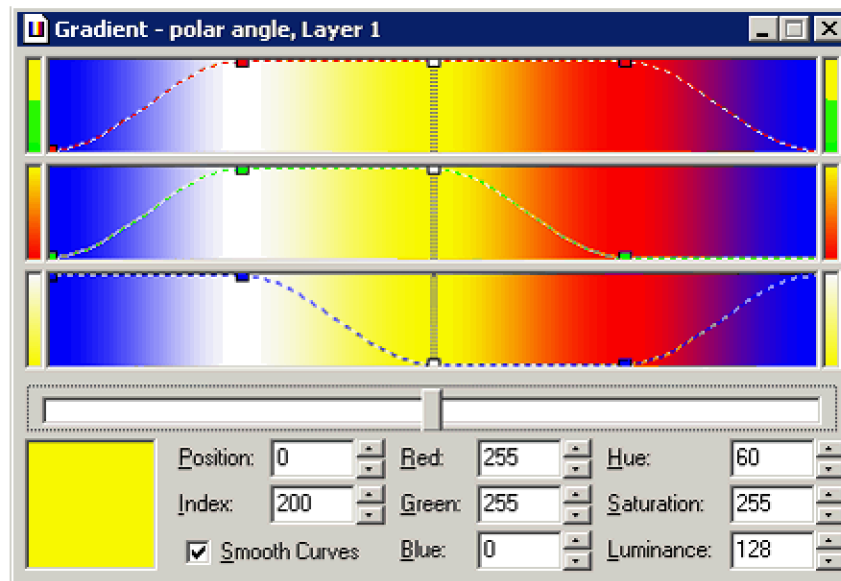 Gradient - polar angle, Layer 1
Position: 0 Red: 255 Hue: 60
Index: 200 Green: 255 Saturation: 255
Smooth Curves Blue: 0 Luminance: 128